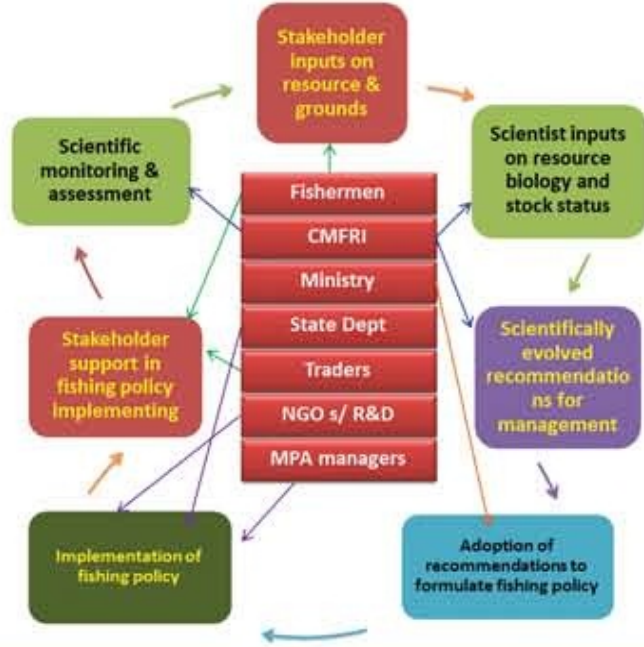 Stakeholder
inputs on
resource &
grounds
Scientist inputs
on resource
biology and
stock status
Scientifically
evolved
recommendatio
ns for
management
Adoption of
recommendations to
formulate fishing policy
Implementation of
fishing policy
Stakeholder
support in
fishing policy
implementing
Scientific
monitoring &
assessment
Fishermen
CMFRI
Ministry
State Dept
Traders
NGO s/ R&D
MPA managers